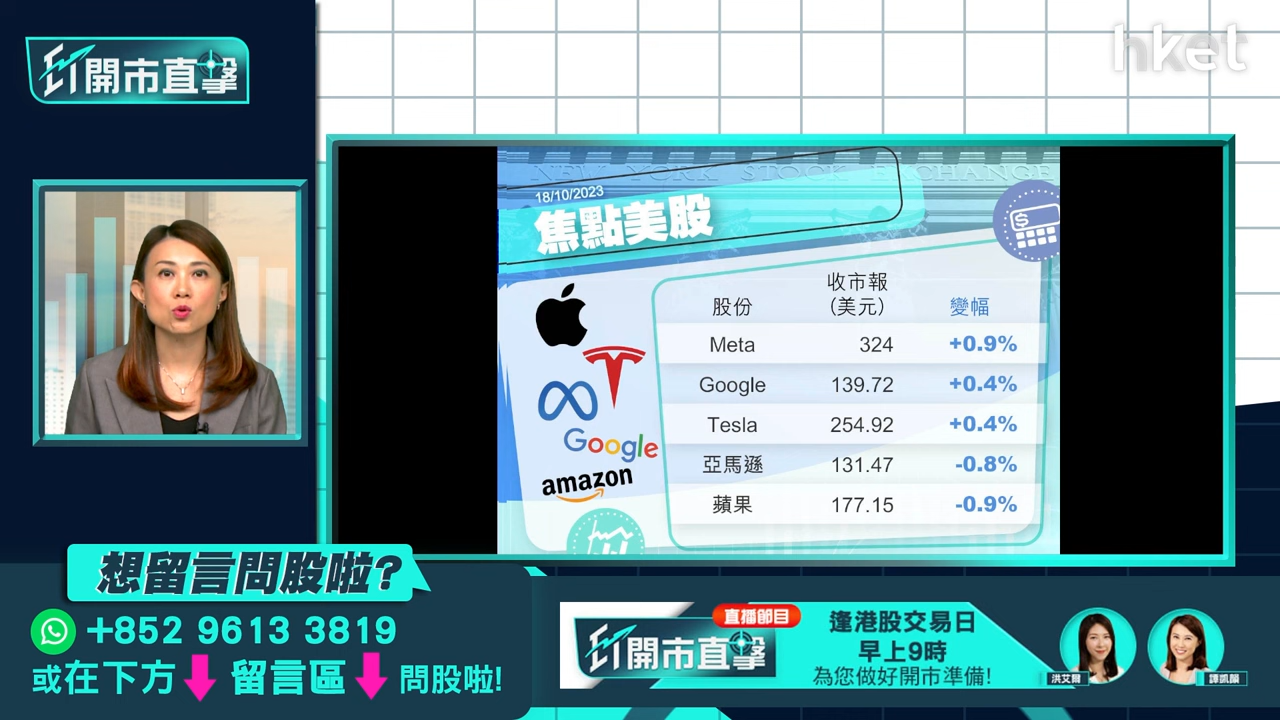 ET開市直擊
hket
NEW YORK STOCK EXCHANGE
18/10/2023
焦點美股
股份
收市報
(美元)
變幅
Meta 324 +0.9%
Google 139.72 +0.4%
Tesla 254.92 +0.4%
亞馬遜 131.47 -0.8%
蘋果 177.15 -0.9%
Google
amazon
想留言問股啦?
+852 9613 3819
或在下方 留言區 問股啦!
直播節目
ET開市直擊
逢港股交易日
早上9時
為您做好開市準備!
洪艾爾
譚凱韻